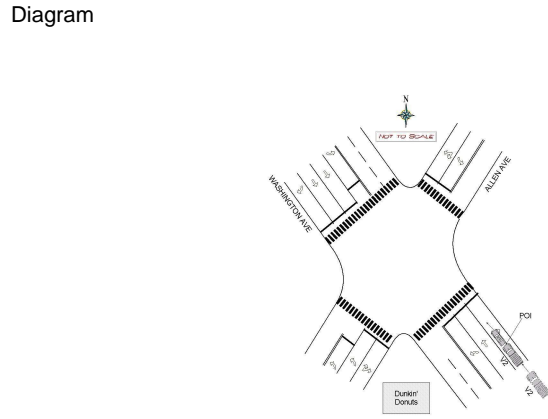 Diagram
N
NOT TO SCALE
WASHINGTON AVE
ALLEN AVE
POI
V2
V2
Dunkin'
Donuts